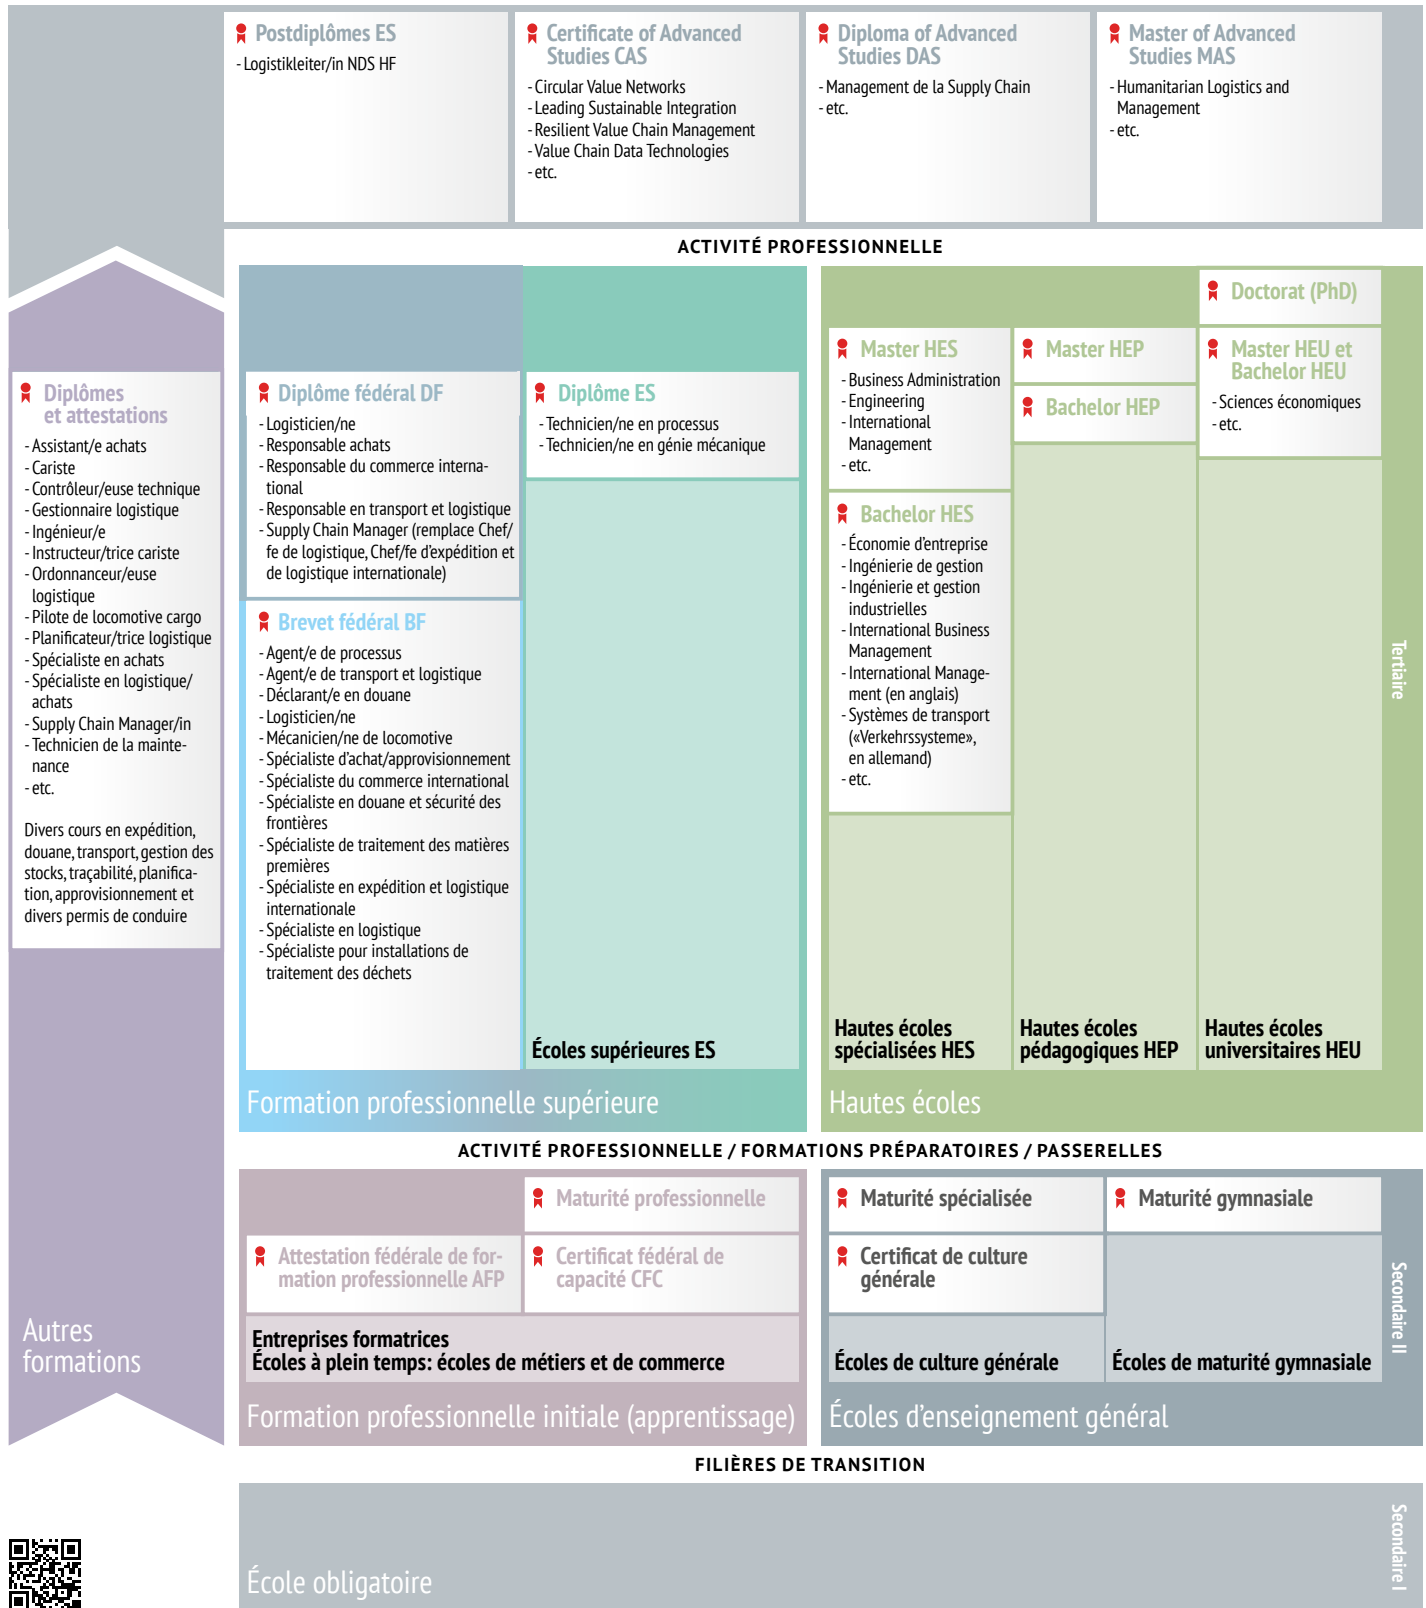 Postdiplômes ES
- Logistikleiter/in NDS HF
Certificate of Advanced
Studies CAS
- Circular Value Networks
- Leading Sustainable Integration
- Resilient Value Chain Management
- Value Chain Data Technologies
- etc.
Diploma of Advanced
Studies DAS
- Management de la Supply Chain
- etc.
Master of Advanced
Studies MAS
- Humanitarian Logistics and
Management
- etc.
ACTIVITÉ PROFESSIONNELLE
Diplômes
et attestations
- Assistant/e achats
- Cariste
- Contrôleur/euse technique
- Gestionnaire logistique
- Ingénieur/e
- Instructeur/trice cariste
- Ordonnanceur/euse
logistique
- Pilote de locomotive cargo
- Planificateur/trice logistique
- Spécialiste en achats
- Spécialiste en logistique/
achats
- Supply Chain Manager/in
- Technicien de la mainte-
nance
- etc.
Divers cours en expédition,
douane, transport, gestion des
stocks, traçabilité, planifica-
tion, approvisionnement et
divers permis de conduire
Autres
formations
Diplôme fédéral DF
- Logisticien/ne
- Responsable achats
- Responsable du commerce interna-
tional
- Responsable en transport et logistique
- Supply Chain Manager (remplace Chef/
fe de logistique, Chef/fe d'expédition et
de logistique internationale)
Brevet fédéral BF
- Agent/e de processus
- Agent/e de transport et logistique
- Déclarant/e en douane
- Logisticien/ne
- Mécanicien/ne de locomotive
- Spécialiste d'achat/approvisionnement
- Spécialiste du commerce international
- Spécialiste en douane et sécurité des
frontières
- Spécialiste de traitement des matières
premières
- Spécialiste en expédition et logistique
internationale
- Spécialiste en logistique
- Spécialiste pour installations de
traitement des déchets
Diplôme ES
- Technicien/ne en processus
- Technicien/ne en génie mécanique
Écoles supérieures ES
Formation professionnelle supérieure
Master HES
- Business Administration
- Engineering
- International
Management
- etc.
Bachelor HES
- Économie d'entreprise
- Ingénierie de gestion
- Ingénierie et gestion
industrielles
- International Business
Management
- International Manage-
ment (en anglais)
- Systèmes de transport
(«Verkehrssysteme»,
en allemand)
- etc.
Hautes écoles
spécialisées HES
Master HEP
Bachelor HEP
Hautes écoles
pédagogiques HEP
Doctorat (PhD)
Master HEU et
Bachelor HEU
- Sciences économiques
- etc.
Hautes écoles
universitaires HEU
Hautes écoles
Tertiaire
ACTIVITÉ PROFESSIONNELLE / FORMATIONS PRÉPARATOIRES / PASSERELLES
Maturité professionnelle
Attestation fédérale de for-
mation professionnelle AFP
Certificat fédéral de
capacité CFC
Entreprises formatrices
Écoles à plein temps: écoles de métiers et de commerce
Formation professionnelle initiale (apprentissage)
Maturité spécialisée
Certificat de culture
générale
Écoles de culture générale
Maturité gymnasiale
Écoles de maturité gymnasiale
Écoles d'enseignement général
Secondaire II
FILIÈRES DE TRANSITION
École obligatoire
Secondaire I